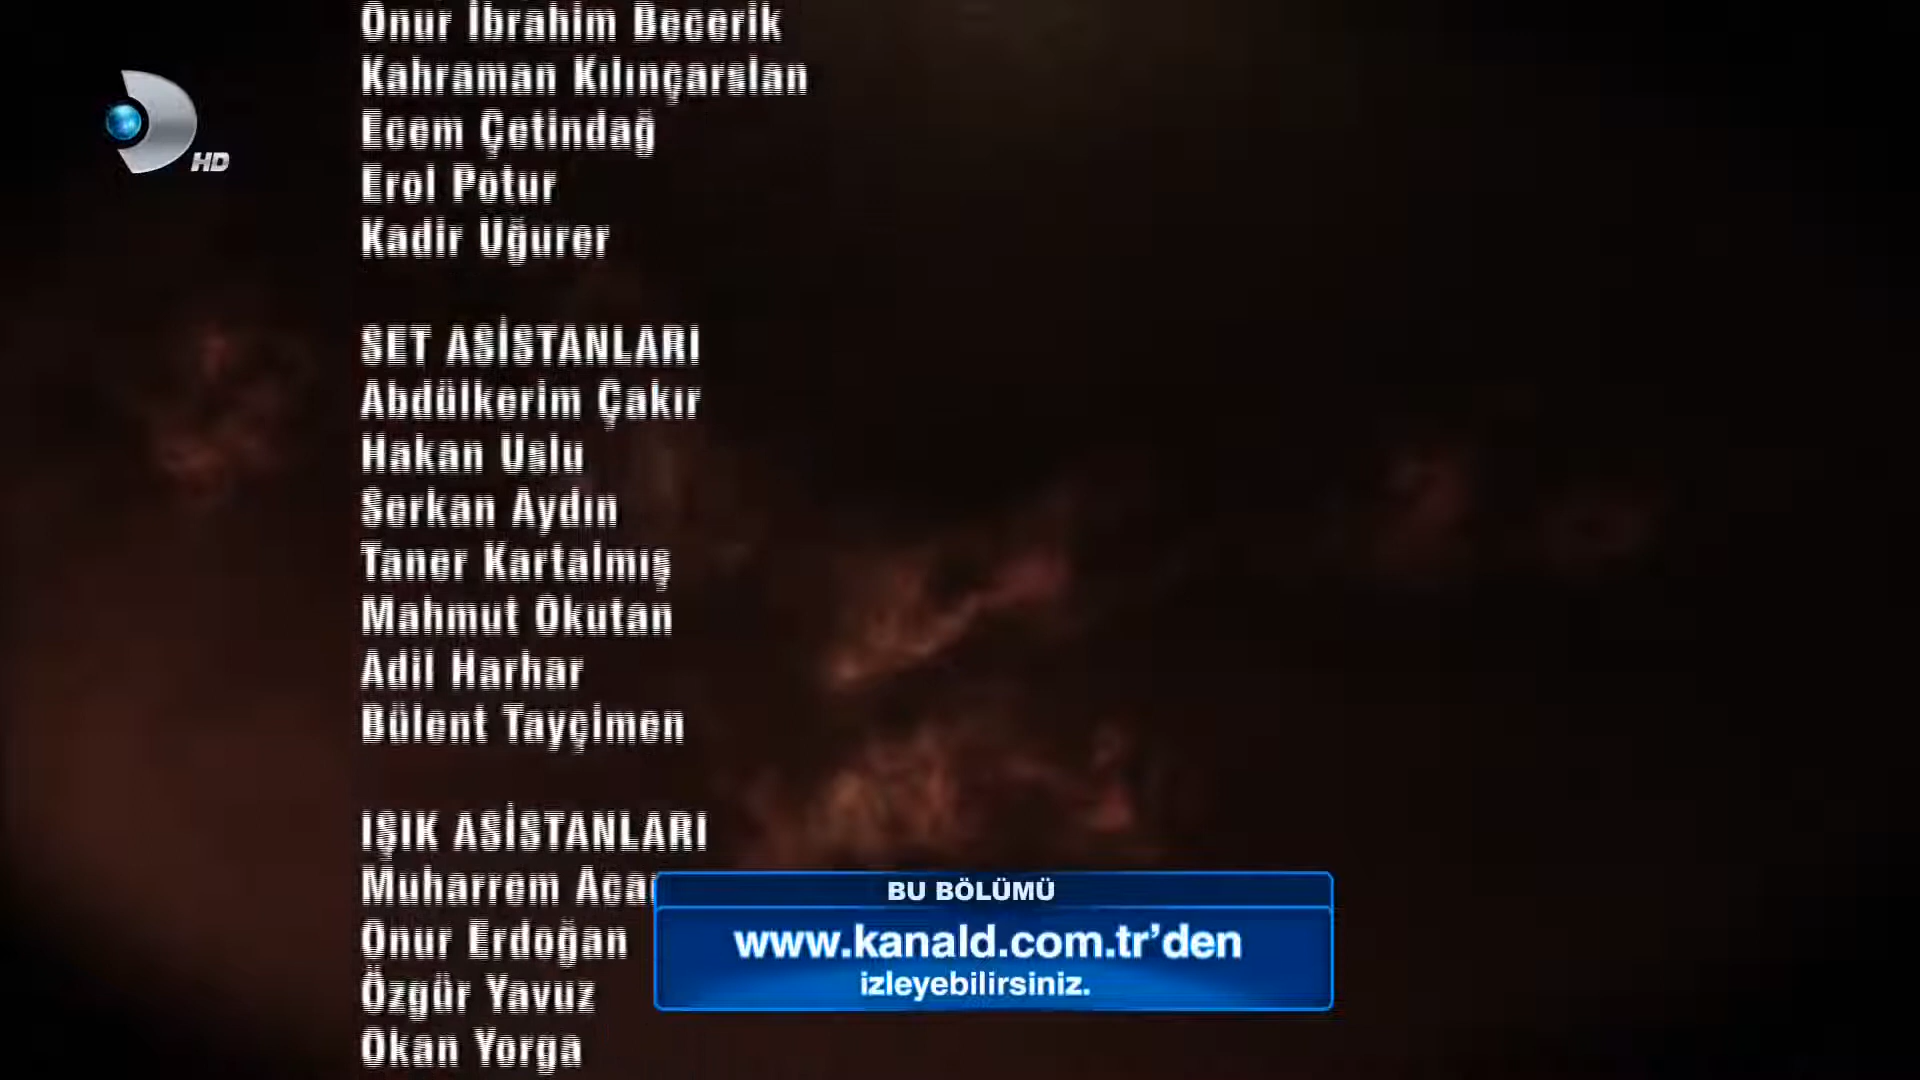 Onur İbrahim Becerik
Kahraman Kılınçarslan
Ecem Çetindağ
Erol Potur
Kadir Uğurer
SET ASİSTANLARI
Abdülkerim Çakır
Hakan Uslu
Serkan Aydın
Taner Kartalmış
Mahmut Okutan
Adil Harhar
Bülent Tayçimen
IŞIK ASİSTANLARI
Muharrem Acar
Onur Erdoğan
Özgür Yavuz
Okan Yorga
HD
BU BÖLÜMÜ
www.kanald.com.tr'den
izleyebilirsiniz.